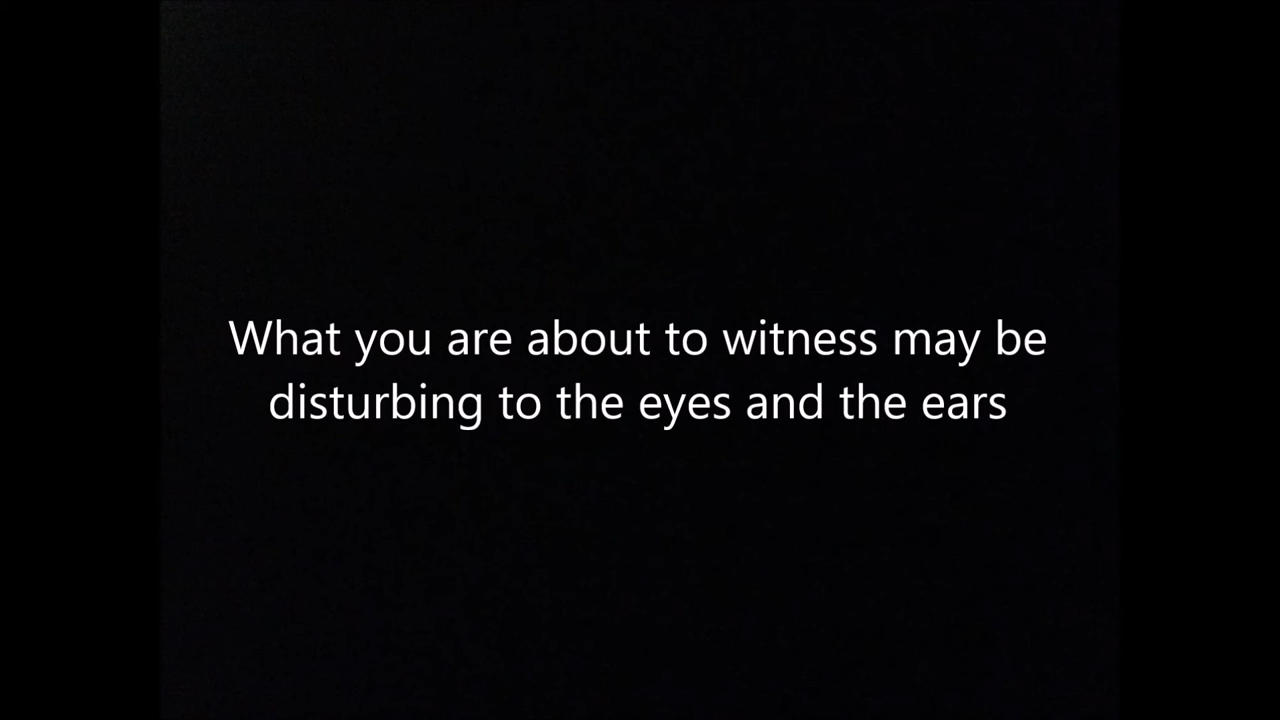 What you are about to witness may be
disturbing to the eyes and the ears